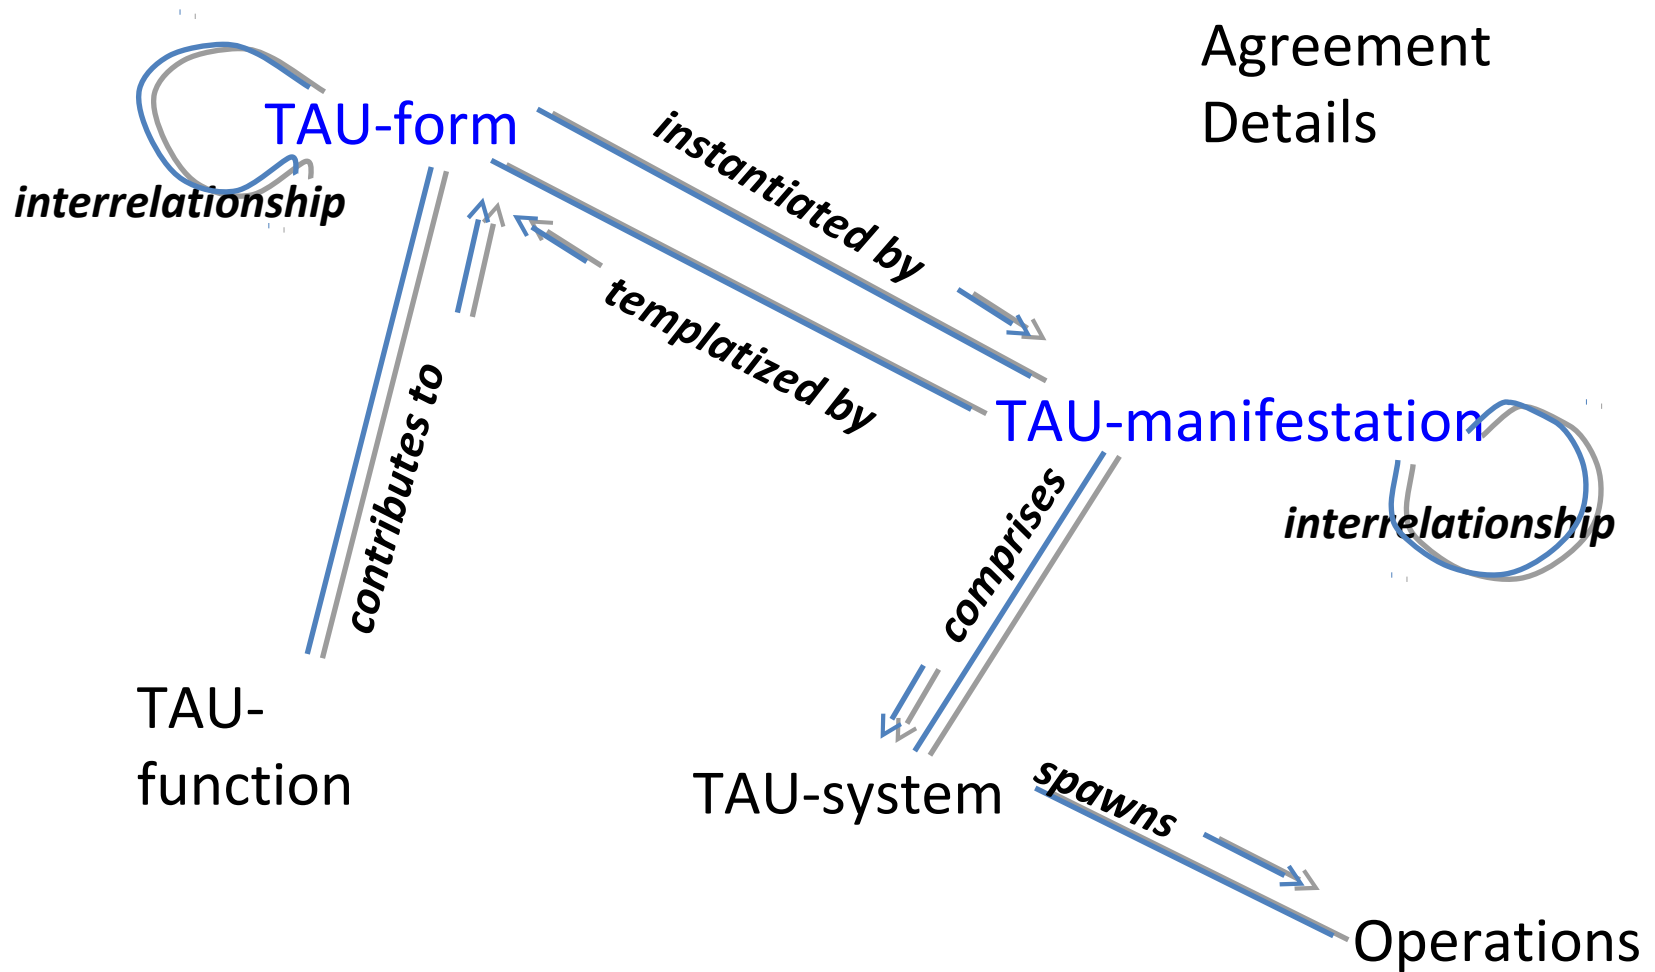 Agreement
Details
TAU-form
instantiated by
interrelationship
templatized by
contributes to
TAU-manifestation
comprises
interrelationship
TAU-
function
TAU-system
spawns
Operations